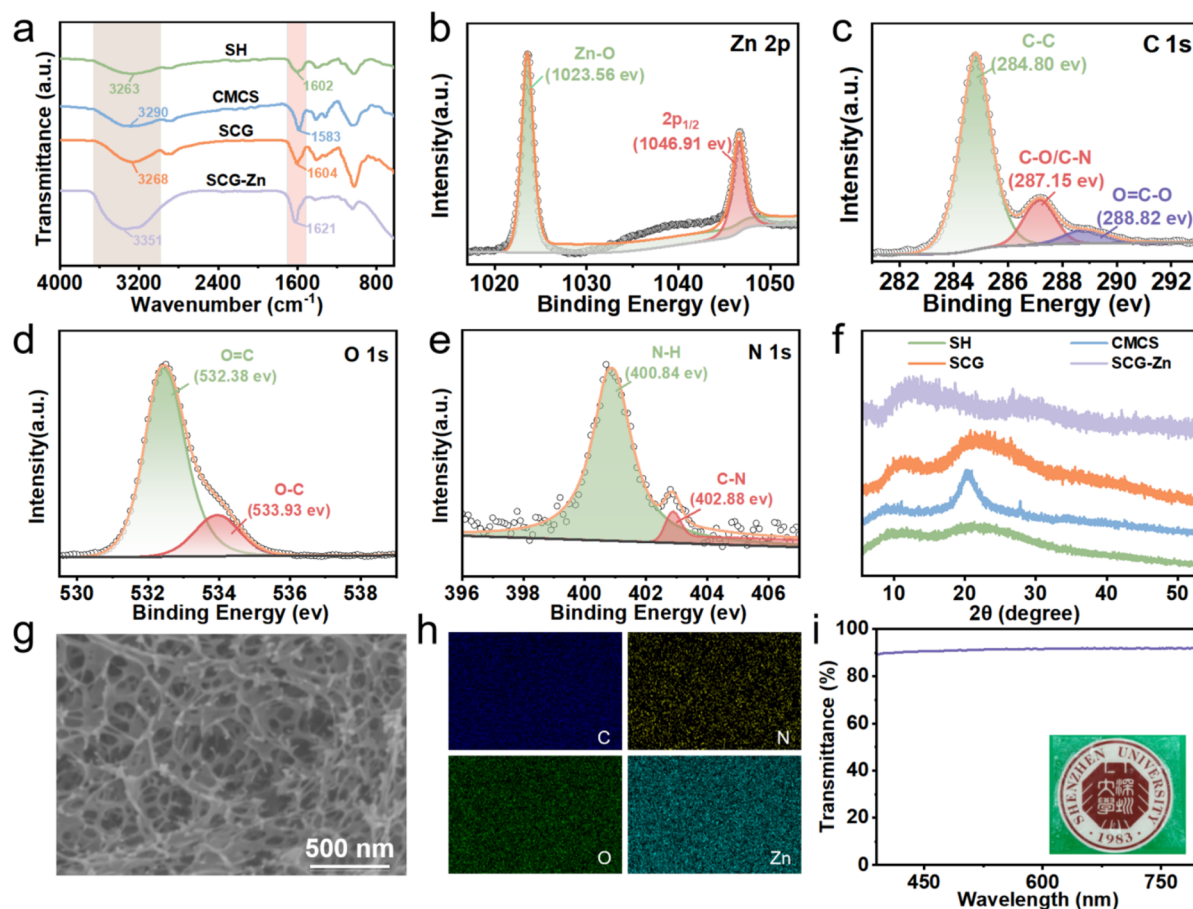 a
Transmittance (a.u.)
SH
3263
1602
CMCS
3290
1583
SCG
3268
1604
SCG-Zn
3351
1621
4000 3200 2400 1600 800
Wavenumber (cm⁻¹)
b
Zn 2p
Intensity(a.u.)
Zn-O
(1023.56 ev)
2p₁/₂
(1046.91 ev)
1020 1030 1040 1050
Binding Energy (ev)
c
C 1s
Intensity(a.u.)
C-C
(284.80 ev)
C-O/C-N
(287.15 ev)
O=C-O
(288.82 ev)
282 284 286 288 290 292
Binding Energy (ev)
d
O 1s
Intensity(a.u.)
O=C
(532.38 ev)
O-C
(533.93 ev)
530 532 534 536 538
Binding Energy (ev)
e
N 1s
Intensity(a.u.)
N-H
(400.84 ev)
C-N
(402.88 ev)
396 398 400 402 404 406
Binding Energy (ev)
f
SH CMCS
SCG SCG-Zn
Intensity(a.u.)
10 20 30 40 50
2θ (degree)
g
500 nm
h
C
N
O
Zn
i
Transmittance (%)
100
80
60
40
20
0
SHENZHEN UNIVERSITY
深圳
大學
·1983·
450 600 750
Wavelength (nm)